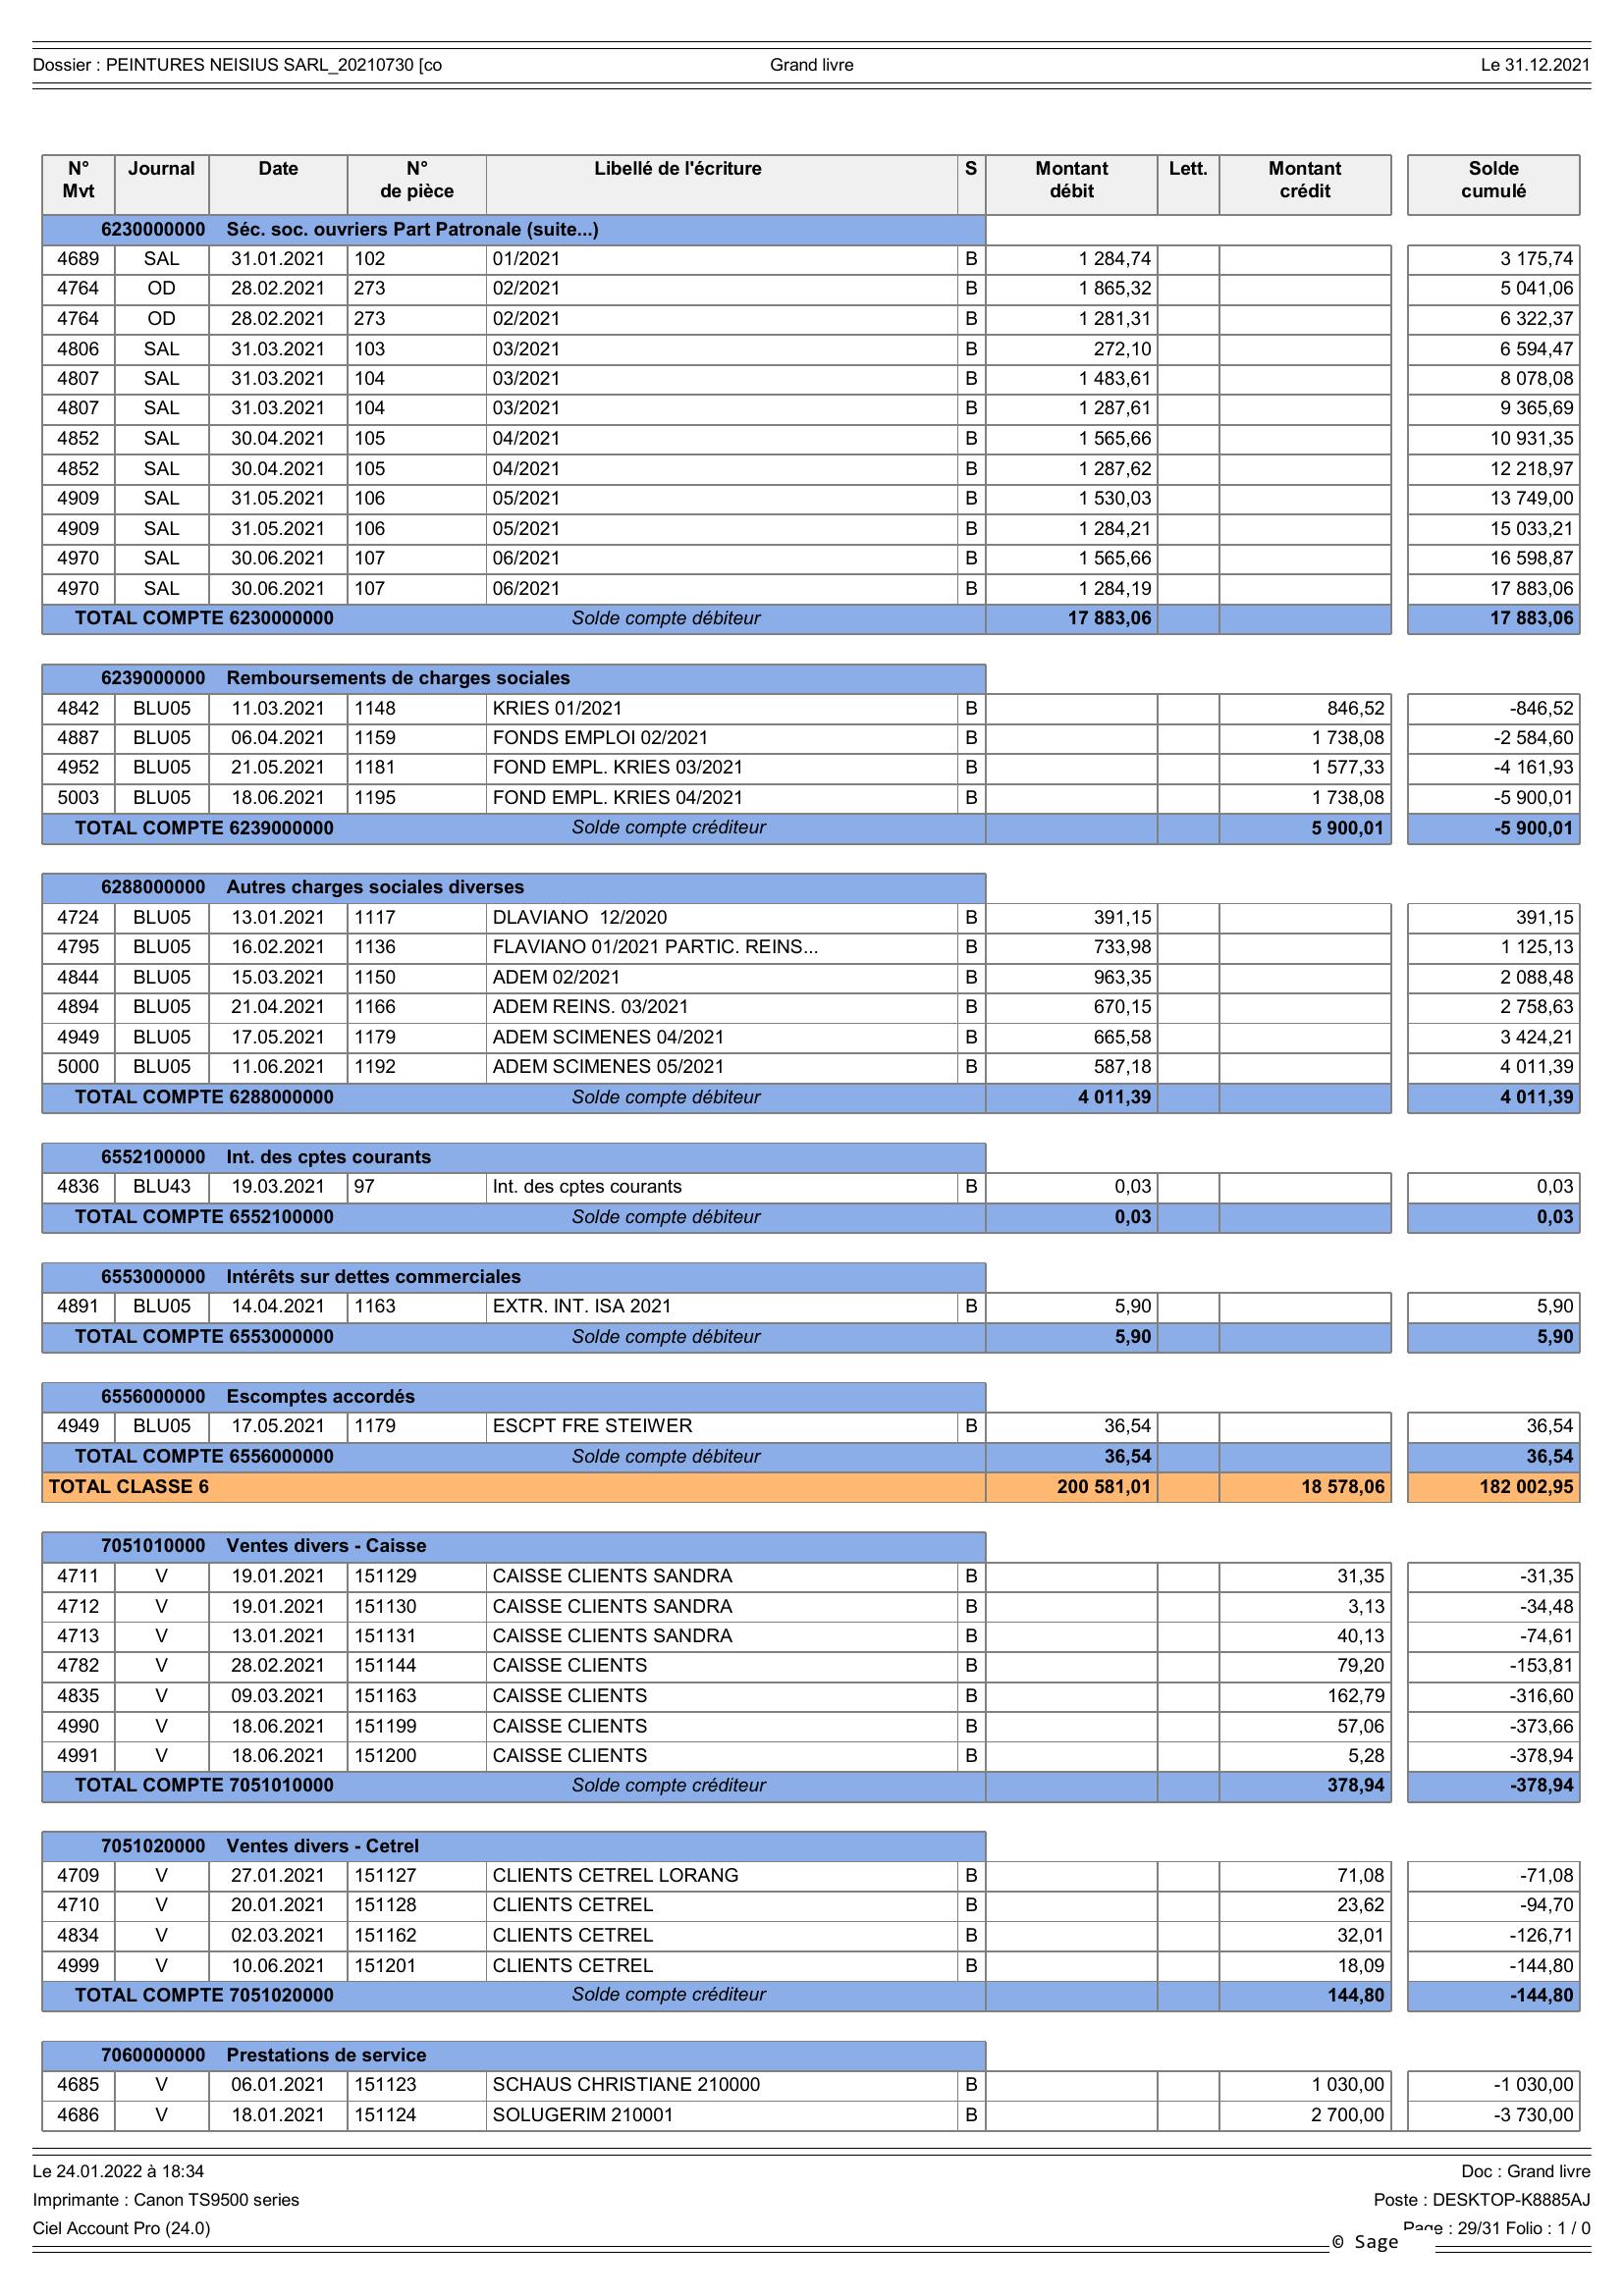 Dossier : PEINTURES NEISIUS SARL_20210730 [co Grand livre Le 31.12.2021
N° Mvt Journal Date N° de pièce Libellé de l'écriture S Montant débit Lett. Montant crédit Solde cumulé
6230000000 Séc. soc. ouvriers Part Patronale (suite...)
4689 SAL 31.01.2021 102 01/2021 B 1 284,74 3 175,74
4764 OD 28.02.2021 273 02/2021 B 1 865,32 5 041,06
4764 OD 28.02.2021 273 02/2021 B 1 281,31 6 322,37
4806 SAL 31.03.2021 103 03/2021 B 272,10 6 594,47
4807 SAL 31.03.2021 104 03/2021 B 1 483,61 8 078,08
4807 SAL 31.03.2021 104 03/2021 B 1 287,61 9 365,69
4852 SAL 30.04.2021 105 04/2021 B 1 565,66 10 931,35
4852 SAL 30.04.2021 105 04/2021 B 1 287,62 12 218,97
4909 SAL 31.05.2021 106 05/2021 B 1 530,03 13 749,00
4909 SAL 31.05.2021 106 05/2021 B 1 284,21 15 033,21
4970 SAL 30.06.2021 107 06/2021 B 1 565,66 16 598,87
4970 SAL 30.06.2021 107 06/2021 B 1 284,19 17 883,06
TOTAL COMPTE 6230000000 Solde compte débiteur 17 883,06 17 883,06
6239000000 Remboursements de charges sociales
4842 BLU05 11.03.2021 1148 KRIES 01/2021 B 846,52 -846,52
4887 BLU05 06.04.2021 1159 FONDS EMPLOI 02/2021 B 1 738,08 -2 584,60
4952 BLU05 21.05.2021 1181 FOND EMPL. KRIES 03/2021 B 1 577,33 -4 161,93
5003 BLU05 18.06.2021 1195 FOND EMPL. KRIES 04/2021 B 1 738,08 -5 900,01
TOTAL COMPTE 6239000000 Solde compte créditeur 5 900,01 -5 900,01
6288000000 Autres charges sociales diverses
4724 BLU05 13.01.2021 1117 DLAVIANO 12/2020 B 391,15 391,15
4795 BLU05 16.02.2021 1136 FLAVIANO 01/2021 PARTIC. REINS... B 733,98 1 125,13
4844 BLU05 15.03.2021 1150 ADEM 02/2021 B 963,35 2 088,48
4894 BLU05 21.04.2021 1166 ADEM REINS. 03/2021 B 670,15 2 758,63
4949 BLU05 17.05.2021 1179 ADEM SCIMENES 04/2021 B 665,58 3 424,21
5000 BLU05 11.06.2021 1192 ADEM SCIMENES 05/2021 B 587,18 4 011,39
TOTAL COMPTE 6288000000 Solde compte débiteur 4 011,39 4 011,39
6552100000 Int. des cptes courants
4836 BLU43 19.03.2021 97 Int. des cptes courants B 0,03 0,03
TOTAL COMPTE 6552100000 Solde compte débiteur 0,03 0,03
6553000000 Intérêts sur dettes commerciales
4891 BLU05 14.04.2021 1163 EXTR. INT. ISA 2021 B 5,90 5,90
TOTAL COMPTE 6553000000 Solde compte débiteur 5,90 5,90
6556000000 Escomptes accordés
4949 BLU05 17.05.2021 1179 ESCPT FRE STEIWER B 36,54 36,54
TOTAL COMPTE 6556000000 Solde compte débiteur 36,54 36,54
TOTAL CLASSE 6 200 581,01 18 578,06 182 002,95
7051010000 Ventes divers - Caisse
4711 V 19.01.2021 151129 CAISSE CLIENTS SANDRA B 31,35 -31,35
4712 V 19.01.2021 151130 CAISSE CLIENTS SANDRA B 3,13 -34,48
4713 V 13.01.2021 151131 CAISSE CLIENTS SANDRA B 40,13 -74,61
4782 V 28.02.2021 151144 CAISSE CLIENTS B 79,20 -153,81
4835 V 09.03.2021 151163 CAISSE CLIENTS B 162,79 -316,60
4990 V 18.06.2021 151199 CAISSE CLIENTS B 57,06 -373,66
4991 V 18.06.2021 151200 CAISSE CLIENTS B 5,28 -378,94
TOTAL COMPTE 7051010000 Solde compte créditeur 378,94 -378,94
7051020000 Ventes divers - Cetrel
4709 V 27.01.2021 151127 CLIENTS CETREL LORANG B 71,08 -71,08
4710 V 20.01.2021 151128 CLIENTS CETREL B 23,62 -94,70
4834 V 02.03.2021 151162 CLIENTS CETREL B 32,01 -126,71
4999 V 10.06.2021 151201 CLIENTS CETREL B 18,09 -144,80
TOTAL COMPTE 7051020000 Solde compte créditeur 144,80 -144,80
7060000000 Prestations de service
4685 V 06.01.2021 151123 SCHAUS CHRISTIANE 210000 B 1 030,00 -1 030,00
4686 V 18.01.2021 151124 SOLUGERIM 210001 B 2 700,00 -3 730,00
Le 24.01.2022 à 18:34 Doc : Grand livre
Imprimante : Canon TS9500 series Poste : DESKTOP-K8885AJ
Ciel Account Pro (24.0) Page : 29/31 Folio : 1 / 0
© Sage